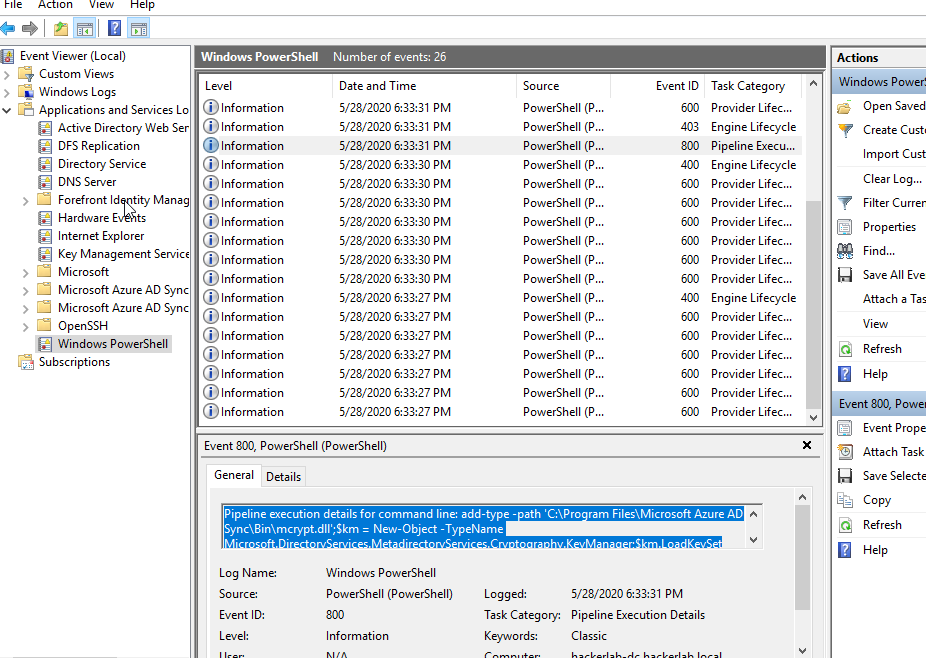 File Action View Help
Event Viewer (Local)
Custom Views
Windows Logs
Applications and Services Lo
Active Directory Web Ser
DFS Replication
Directory Service
DNS Server
Forefront Identity Manag
Hardware Events
Internet Explorer
Key Management Service
Microsoft
Microsoft Azure AD Sync
Microsoft Azure AD Sync
OpenSSH
Windows PowerShell
Subscriptions
Windows PowerShell Number of events: 26
Level Date and Time Source Event ID Task Category
Information 5/28/2020 6:33:31 PM PowerShell (P... 600 Provider Lifec...
Information 5/28/2020 6:33:31 PM PowerShell (P... 403 Engine Lifecycle
Information 5/28/2020 6:33:31 PM PowerShell (P... 800 Pipeline Execu...
Information 5/28/2020 6:33:30 PM PowerShell (P... 400 Engine Lifecycle
Information 5/28/2020 6:33:30 PM PowerShell (P... 600 Provider Lifec...
Information 5/28/2020 6:33:30 PM PowerShell (P... 600 Provider Lifec...
Information 5/28/2020 6:33:30 PM PowerShell (P... 600 Provider Lifec...
Information 5/28/2020 6:33:30 PM PowerShell (P... 600 Provider Lifec...
Information 5/28/2020 6:33:30 PM PowerShell (P... 600 Provider Lifec...
Information 5/28/2020 6:33:30 PM PowerShell (P... 600 Provider Lifec...
Information 5/28/2020 6:33:27 PM PowerShell (P... 400 Engine Lifecycle
Information 5/28/2020 6:33:27 PM PowerShell (P... 600 Provider Lifec...
Information 5/28/2020 6:33:27 PM PowerShell (P... 600 Provider Lifec...
Information 5/28/2020 6:33:27 PM PowerShell (P... 600 Provider Lifec...
Information 5/28/2020 6:33:27 PM PowerShell (P... 600 Provider Lifec...
Information 5/28/2020 6:33:27 PM PowerShell (P... 600 Provider Lifec...
Information 5/28/2020 6:33:27 PM PowerShell (P... 600 Provider Lifec...
Event 800, PowerShell (PowerShell)
General Details
Pipeline execution details for command line: add-type -path 'C:\Program Files\Microsoft Azure AD
Sync\Bin\mcrypt.dll';$km = New-Object -TypeName
Microsoft.DirectoryServices.MetadirectoryServices.Cryptography.KeyManager;$km.LoadKeySet
Log Name: Windows PowerShell
Source: PowerShell (PowerShell) Logged: 5/28/2020 6:33:31 PM
Event ID: 800 Task Category: Pipeline Execution Details
Level: Information Keywords: Classic
User: N/A Computer: hackerlab-dc.hackerlab.local
Actions
Windows PowerS
Open Saved
Create Custo
Import Cust
Clear Log...
Filter Curren
Properties
Find...
Save All Eve
Attach a Tas
View
Refresh
Help
Event 800, Power
Event Prope
Attach Task
Save Selecte
Copy
Refresh
Help